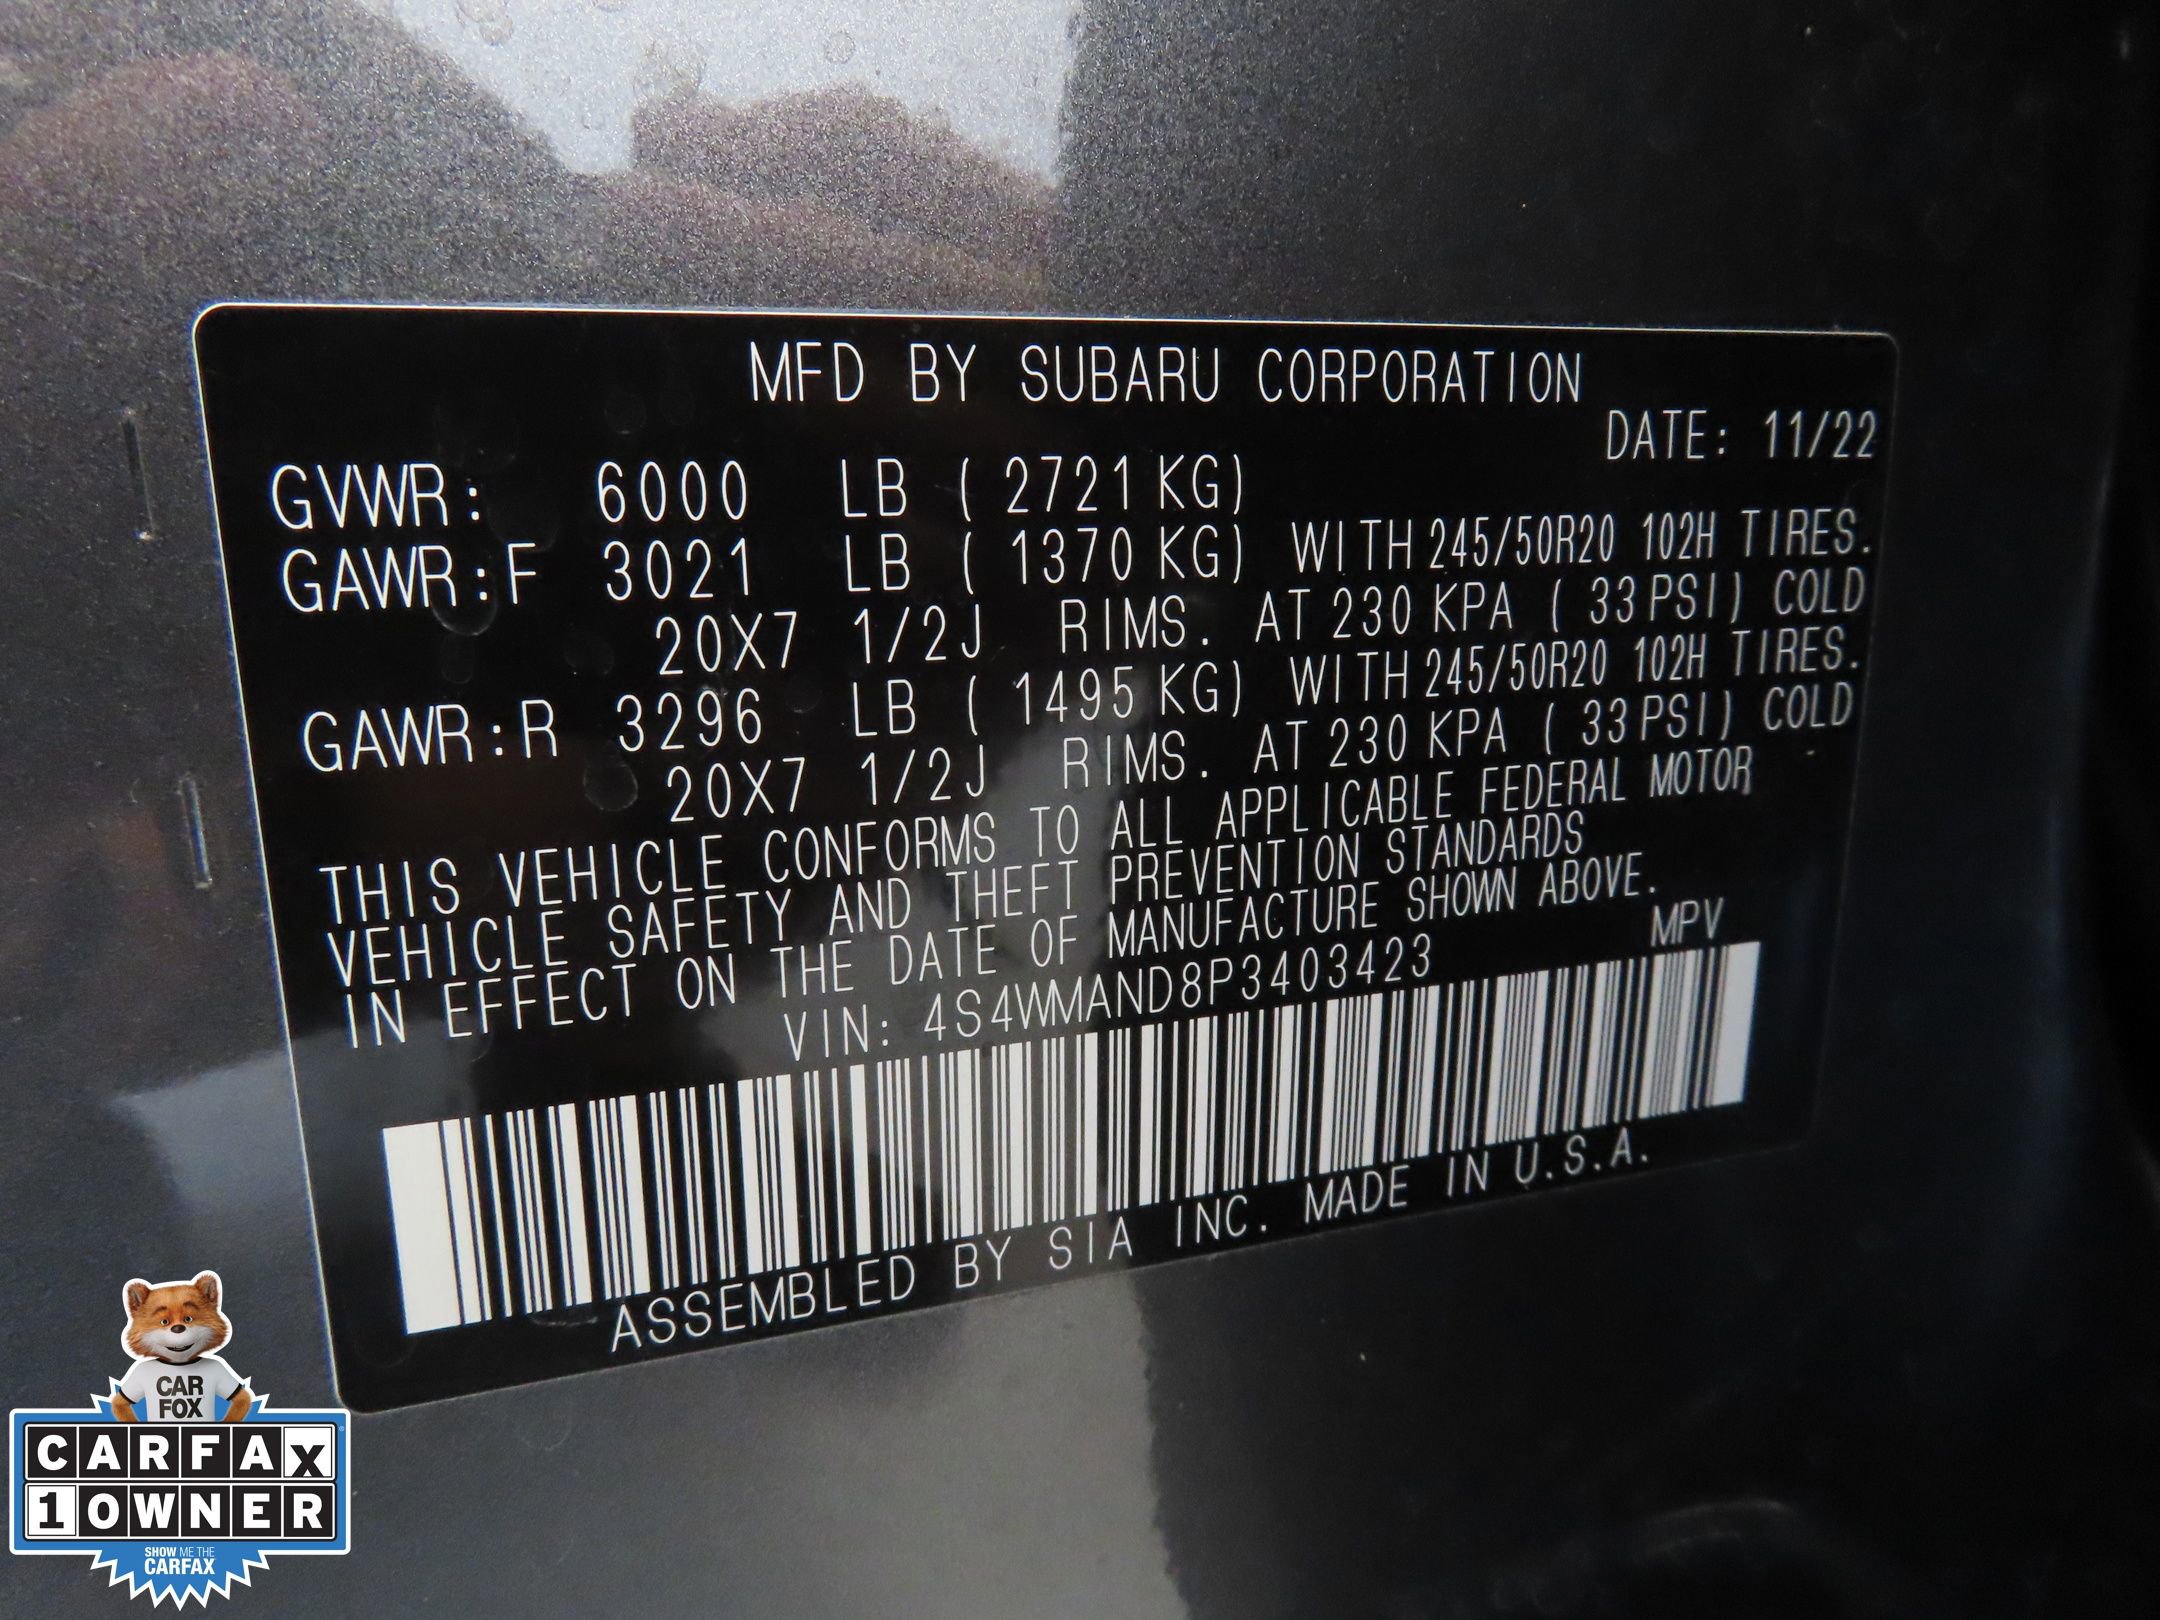 MFD BY SUBARU CORPORATION
DATE: 11/22
GVWR: 6000 LB ( 2721 KG)
GAWR:F 3021 LB ( 1370 KG) WITH 245/50R20 102H TIRES.
20X7 1/2J RIMS. AT 230 KPA ( 33 PSI) COLD
GAWR:R 3296 LB ( 1495 KG) WITH 245/50R20 102H TIRES.
20X7 1/2J RIMS. AT 230 KPA ( 33 PSI) COLD
THIS VEHICLE CONFORMS TO ALL APPLICABLE FEDERAL MOTOR
VEHICLE SAFETY AND THEFT PREVENTION STANDARDS
IN EFFECT ON THE DATE OF MANUFACTURE SHOWN ABOVE.
VIN: 4S4WMAND8P3403423 MPV
ASSEMBLED BY SIA INC. MADE IN U.S.A.
CAR
FOX
CARFAX
1 OWNER
SHOW ME THE
CARFAX